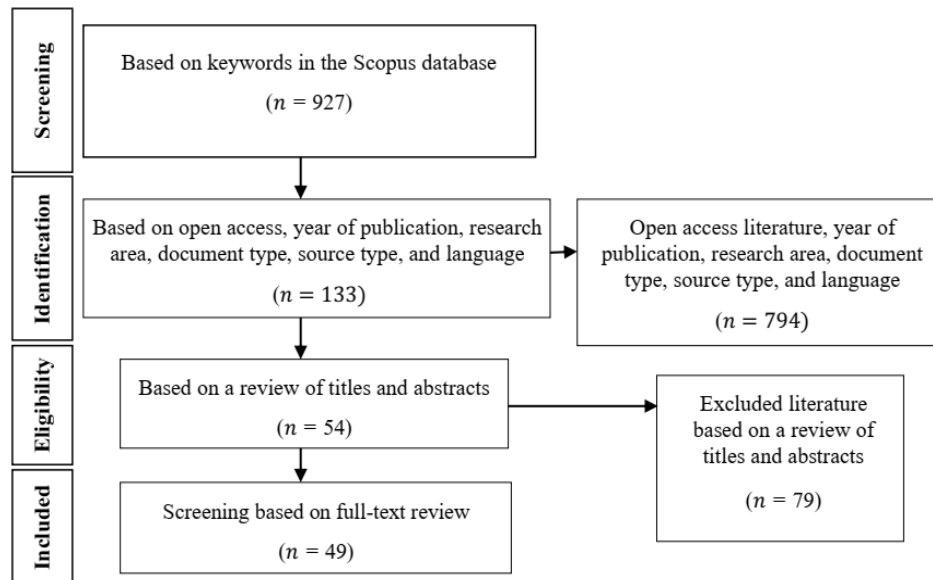 Screening
Based on keywords in the Scopus database
(n = 927)
Identification
Based on open access, year of publication, research
area, document type, source type, and language
(n = 133)
Open access literature, year of
publication, research area, document
type, source type, and language
(n = 794)
Eligibility
Based on a review of titles and abstracts
(n = 54)
Excluded literature
based on a review of
titles and abstracts
(n = 79)
Included
Screening based on full-text review
(n = 49)